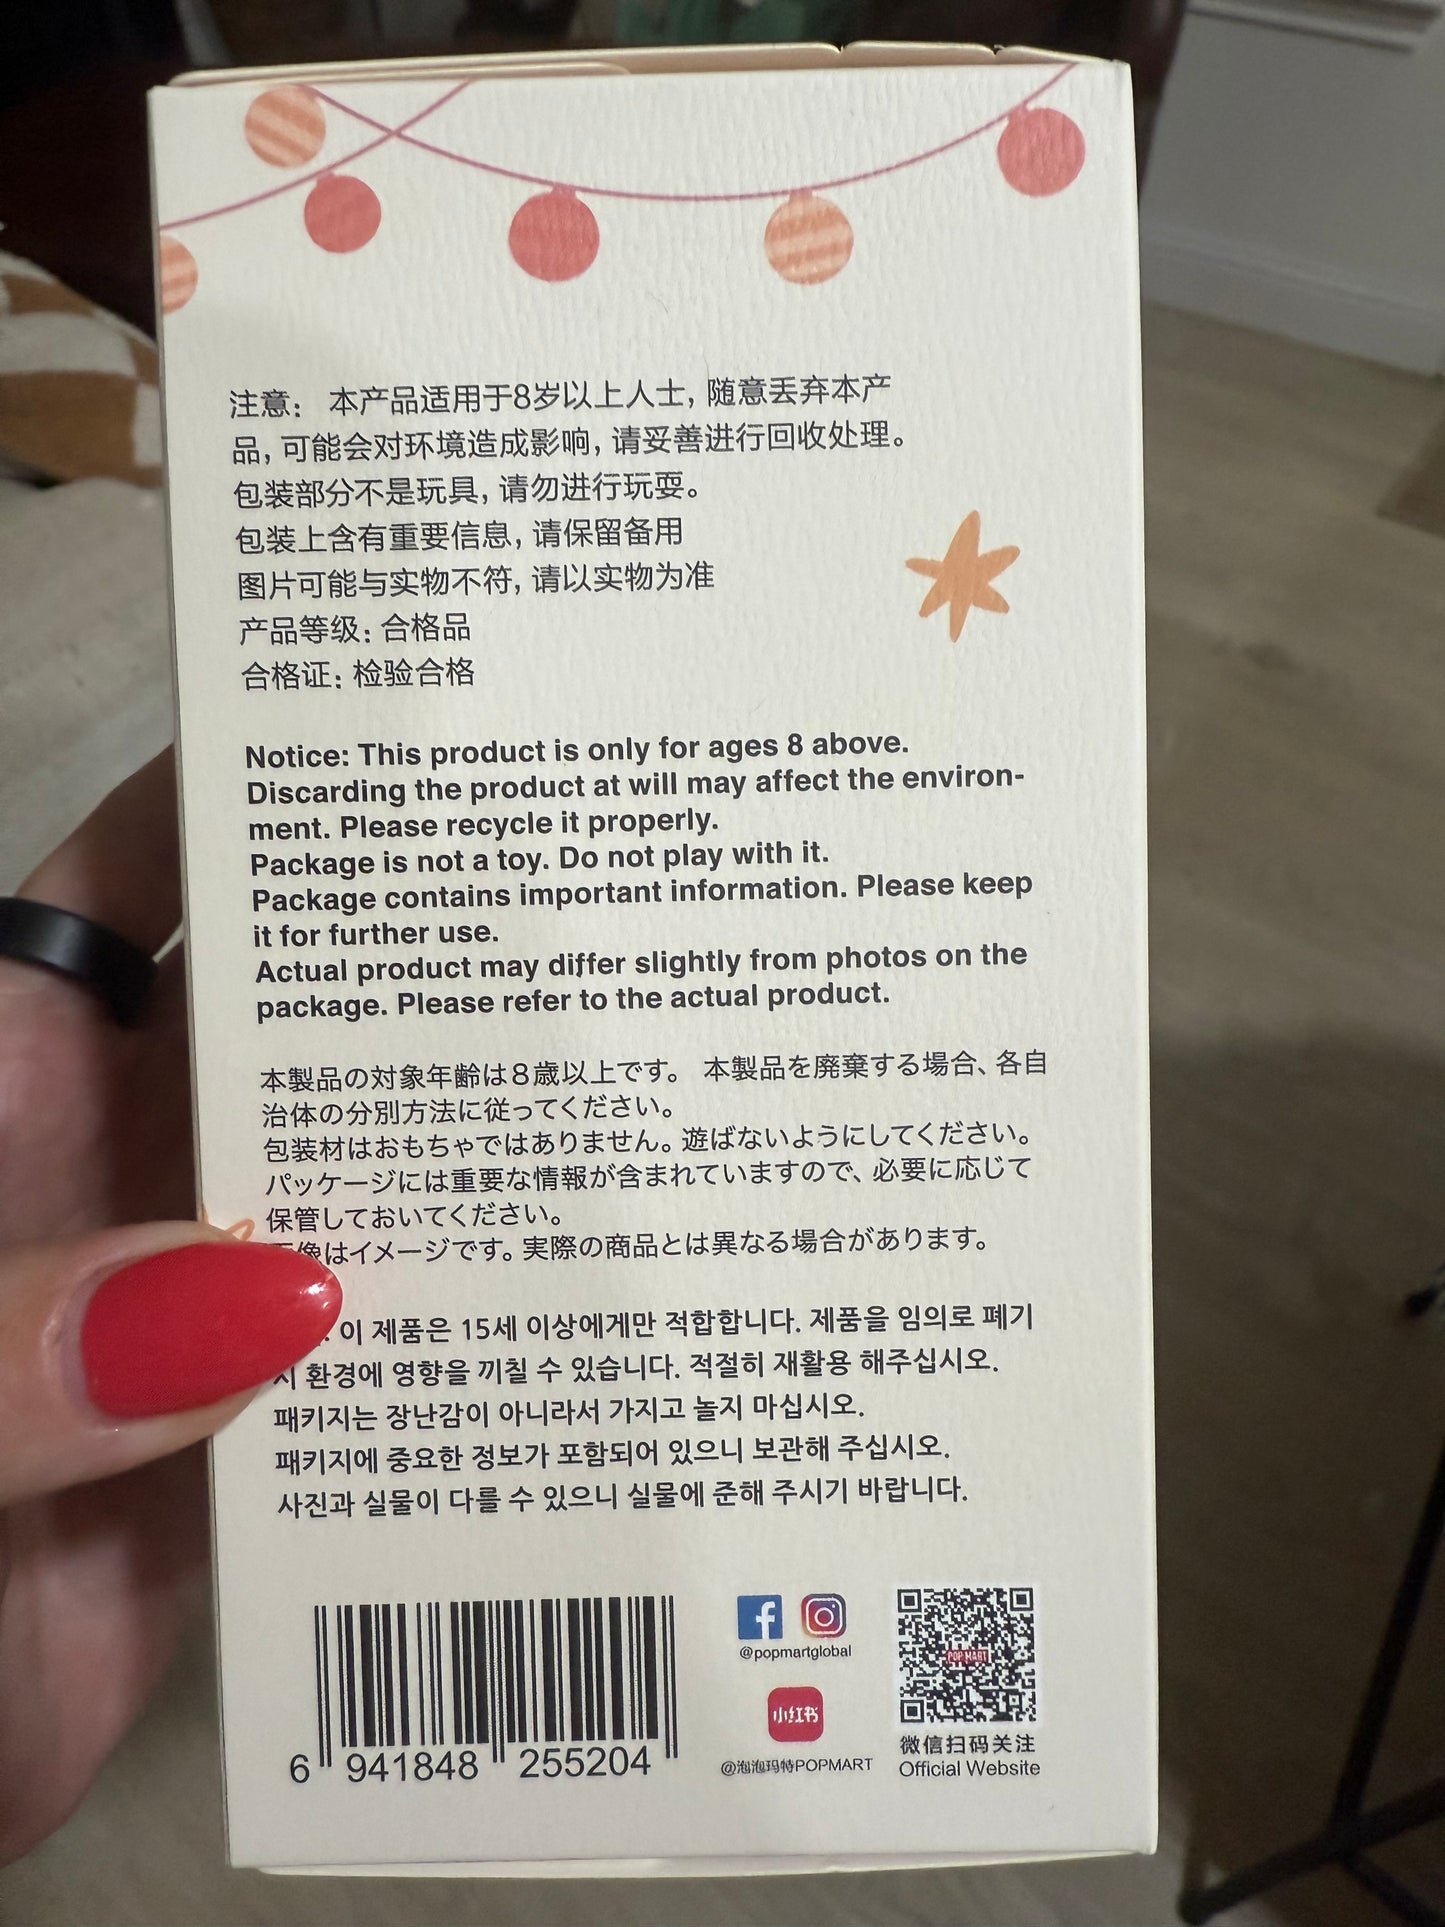 注意： 本产品适用于8岁以上人士, 随意丢弃本产
品, 可能会对环境造成影响, 请妥善进行回收处理。
包装部分不是玩具, 请勿进行玩耍。
包装上含有重要信息, 请保留备用
图片可能与实物不符, 请以实物为准
产品等级: 合格品
合格证: 检验合格
Notice: This product is only for ages 8 above.
Discarding the product at will may affect the environ-
ment. Please recycle it properly.
Package is not a toy. Do not play with it.
Package contains important information. Please keep
it for further use.
Actual product may differ slightly from photos on the
package. Please refer to the actual product.
本製品の対象年齢は８歳以上です。 本製品を廃棄する場合、各自
治体の分別方法に従ってください。
包装材はおもちゃではありません。遊ばないようにしてください。
パッケージには重要な情報が含まれていますので、必要に応じて
保管しておいてください。
像はイメージです。実際の商品とは異なる場合があります。
이 제품은 15세 이상에게만 적합합니다. 제품을 임의로 폐기
시 환경에 영향을 끼칠 수 있습니다. 적절히 재활용 해주십시오.
패키지는 장난감이 아니라서 가지고 놀지 마십시오.
패키지에 중요한 정보가 포함되어 있으니 보관해 주십시오.
사진과 실물이 다를 수 있으니 실물에 준해 주시기 바랍니다.
6 941848 255204
@popmartglobal
小红书
@泡泡玛特POPMART
POP MART
微信扫码关注
Official Website